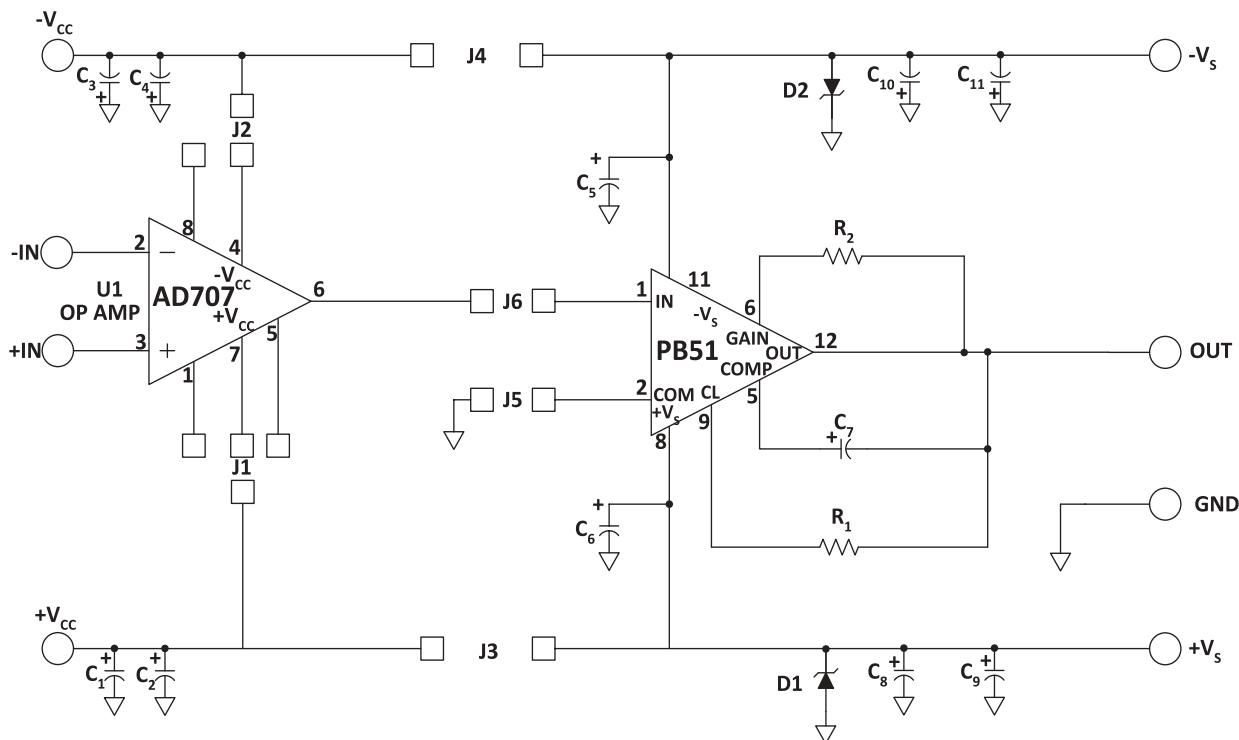 -VCC
J4
-VS
C3
+
C4
+
J2
D2
C10
+
C11
+
+
C5
8
4
2
-IN
−
-VCC
U1
OP AMP
AD707
6
+VCC
5
3
+IN
+
7
1
J1
J6
1
IN
11
-VS
R2
6
GAIN
PB51
OUT
12
OUT
COMP
5
J5
2
COM
CL
+VS
9
8
+
C7
+
C6
R1
GND
+VCC
+
C1
+
C2
J3
D1
+
C8
+
C9
+VS